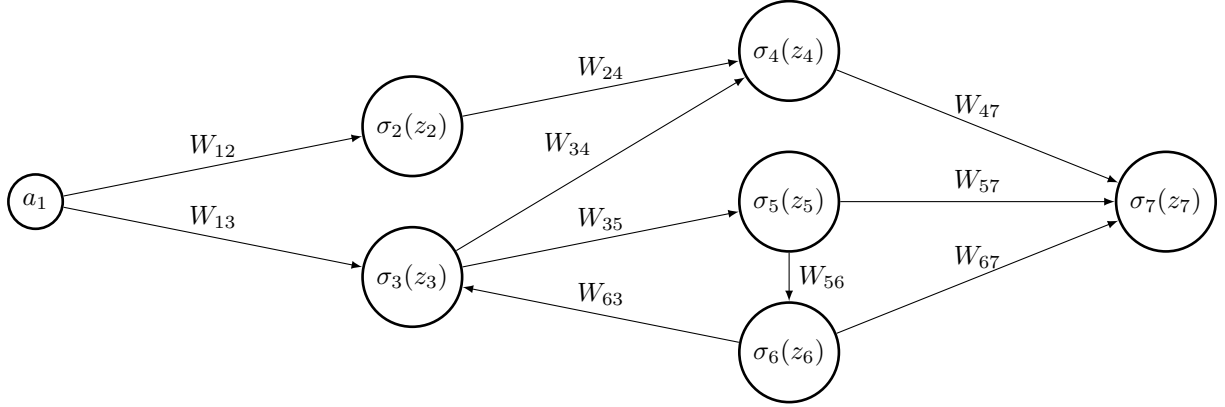 σ₄(z₄)
W₂₄
W₄₇
σ₂(z₂)
W₁₂
W₃₄
a₁
W₁₃
W₃₅
σ₅(z₅)
W₅₇
σ₇(z₇)
σ₃(z₃)
W₅₆
W₆₇
W₆₃
σ₆(z₆)